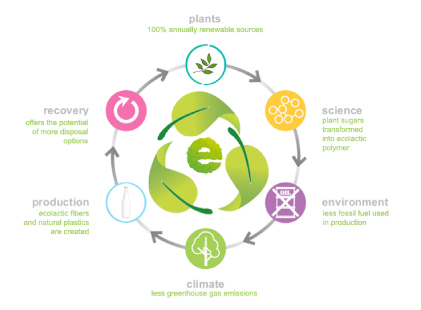 plants
100% annually renewable sources
science
plant sugars
transformed
into ecolactic
polymer
OIL
environment
less fossil fuel used
in production
climate
less greenhouse gas emissions
production
ecolactic fibers
and natural plastics
are created
recovery
offers the potential
of more disposal
options
e